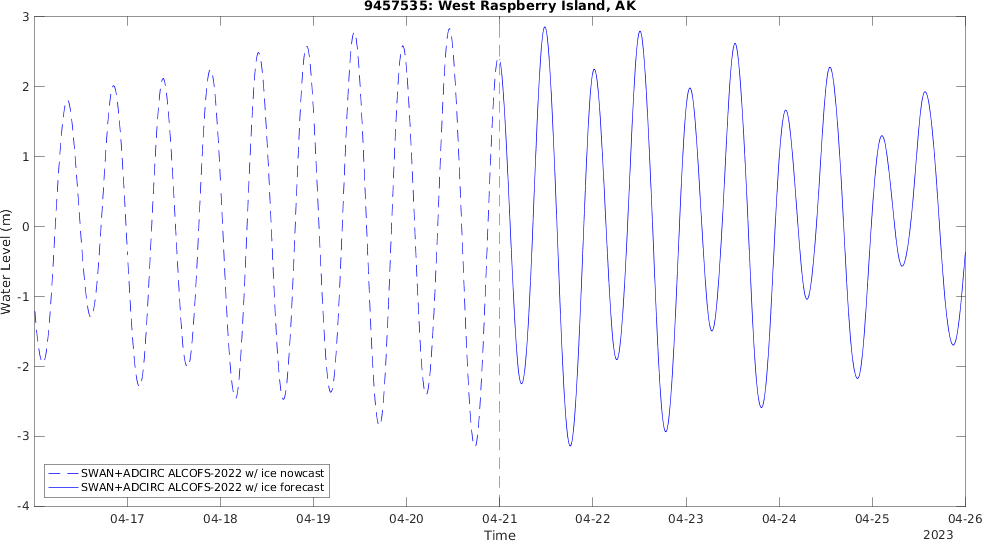 9457535: West Raspberry Island, AK
3
2
1
0
-1
-2
-3
-4
Water Level (m)
SWAN+ADCIRC ALCOFS-2022 w/ ice nowcast
SWAN+ADCIRC ALCOFS-2022 w/ ice forecast
04-17 04-18 04-19 04-20 04-21 04-22 04-23 04-24 04-25 04-26
Time
2023